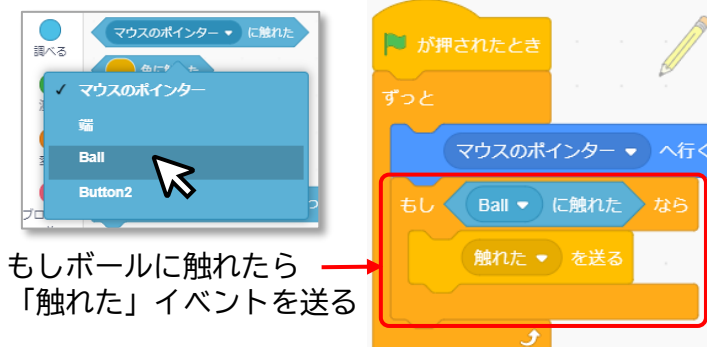 調べる
マウスのポインター に触れた
マウスのポインター
端
Ball
Button2
もしボールに触れたら
「触れた」イベントを送る
が押されたとき
ずっと
マウスのポインター へ行く
もし Ball に触れた なら
触れた を送る